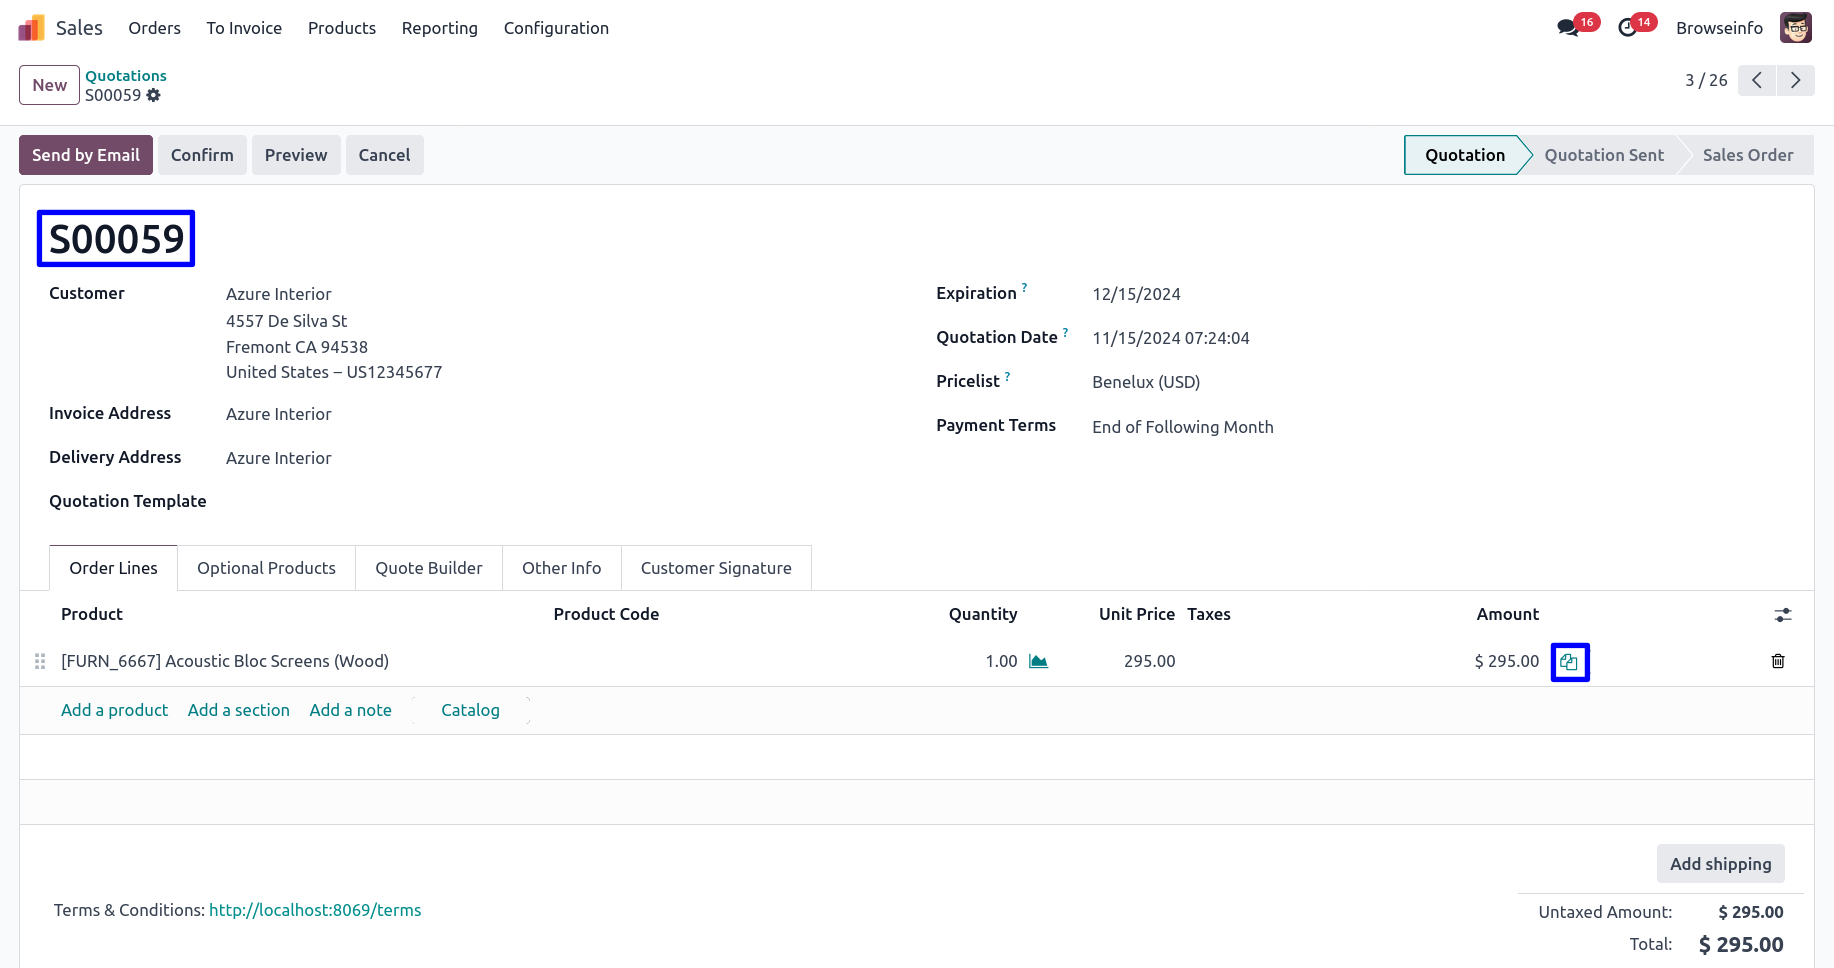 Sales Orders To Invoice Products Reporting Configuration 16 14 Browseinfo
New Quotations
S00059
3 / 26
Send by Email Confirm Preview Cancel Quotation Quotation Sent Sales Order
S00059
Customer Azure Interior
4557 De Silva St
Fremont CA 94538
United States – US12345677
Invoice Address Azure Interior
Delivery Address Azure Interior
Quotation Template
Expiration ? 12/15/2024
Quotation Date ? 11/15/2024 07:24:04
Pricelist ? Benelux (USD)
Payment Terms End of Following Month
Order Lines Optional Products Quote Builder Other Info Customer Signature
Product Product Code Quantity Unit Price Taxes Amount
[FURN_6667] Acoustic Bloc Screens (Wood) 1.00 295.00 $ 295.00
Add a product Add a section Add a note Catalog
Add shipping
Terms & Conditions: http://localhost:8069/terms
Untaxed Amount: $ 295.00
Total: $ 295.00